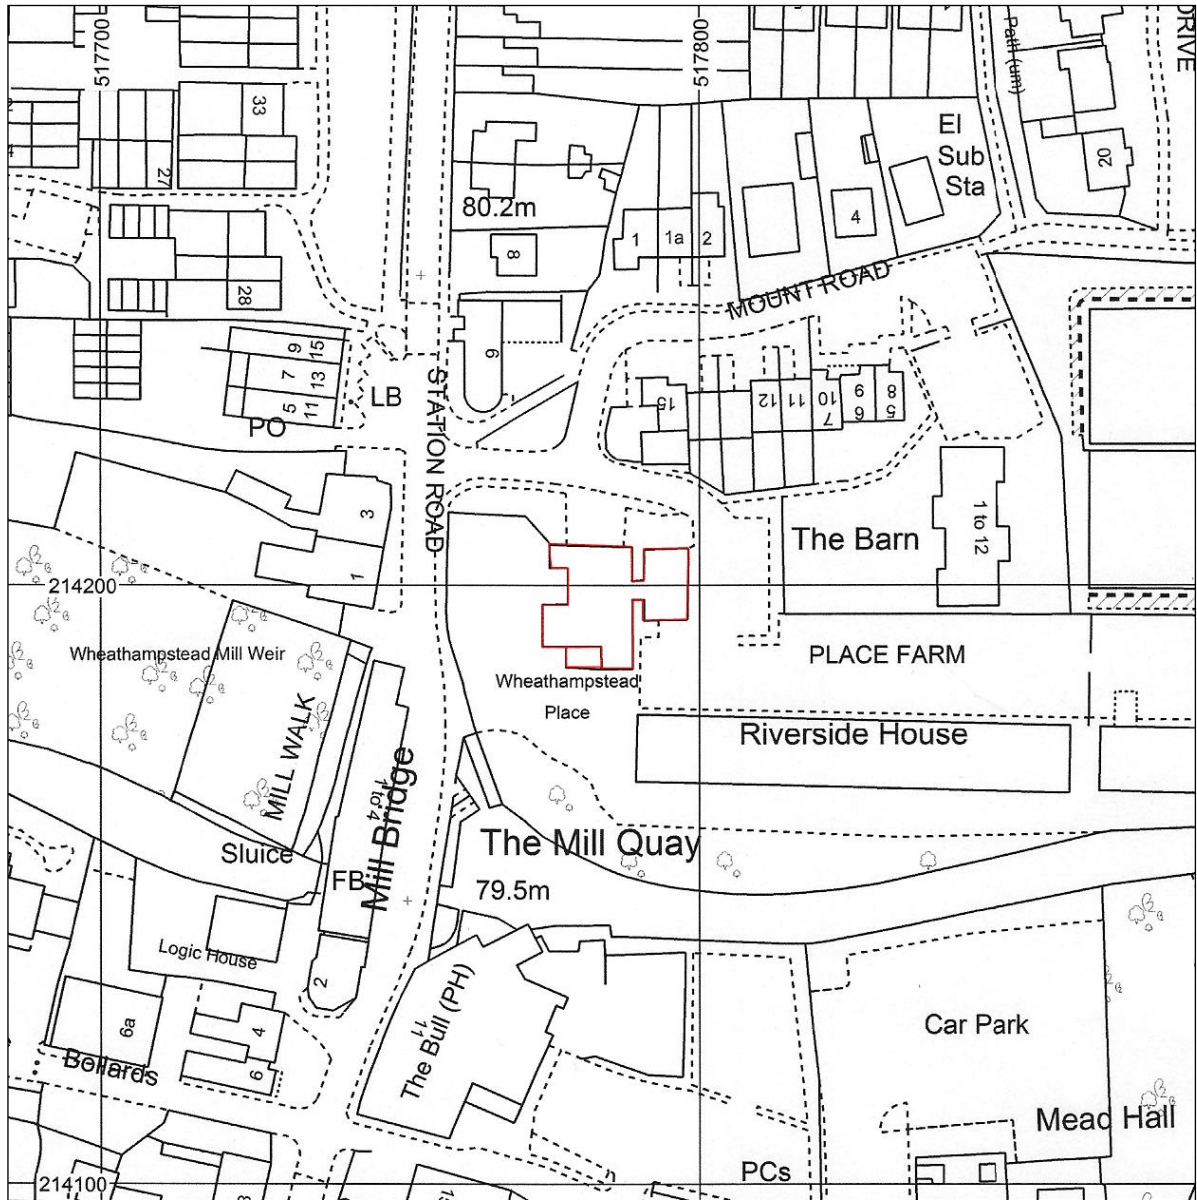 517700
517800
DRIVE
Path (um)
33
27
El
Sub
Sta
20
80.2m
1
1a
2
4
8
28
MOUNT ROAD
9 15
7 13
5 11
LB
PO
STATION ROAD
15
12
11
10
7
9
6
8
5
3
1
The Barn
1 to 12
214200
Wheathampstead Mill Weir
PLACE FARM
Wheathampstead
Place
MILL WALK
Riverside House
Mill Bridge
1 to 4
Sluice
The Mill Quay
FB
79.5m
Logic House
2
The Bull (PH)
11
6a
4
6
Bollards
Car Park
Mead Hall
PCs
214100